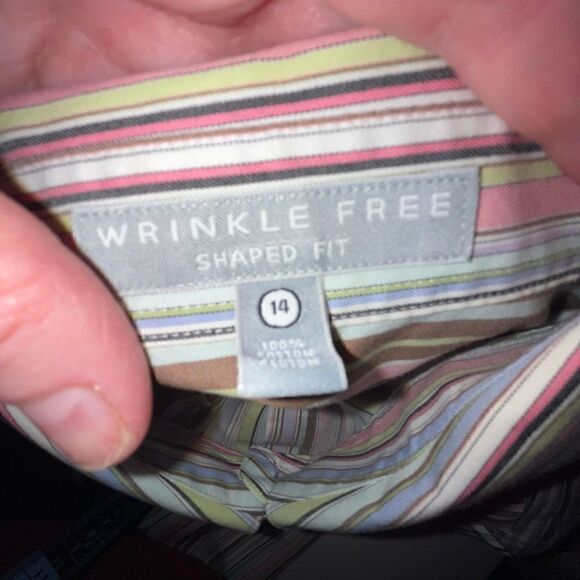 WRINKLE FREE
SHAPED FIT
14
100%
COTTON